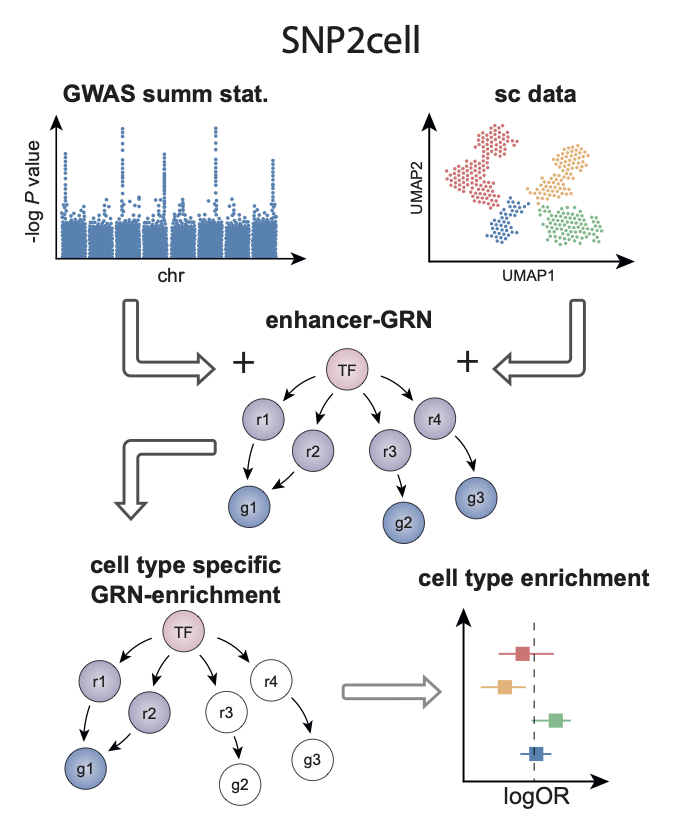 SNP2cell
GWAS summ stat.
sc data
-log P value
chr
UMAP2
UMAP1
enhancer-GRN
+
+
TF
r1
r2
r3
r4
g1
g2
g3
cell type specific
GRN-enrichment
TF
r1
r2
r3
r4
g1
g2
g3
cell type enrichment
logOR